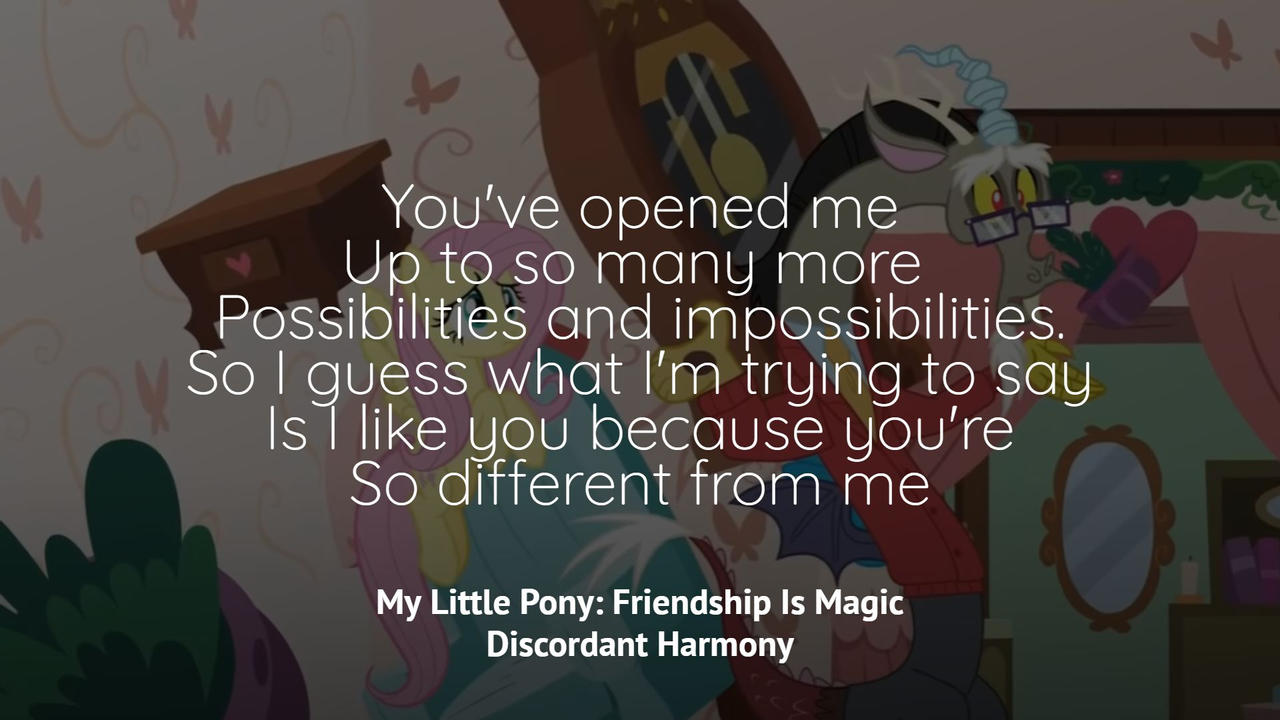 You've opened me
Up to so many more
Possibilities and impossibilities.
So I guess what I'm trying to say
Is I like you because you're
So different from me
My Little Pony: Friendship Is Magic
Discordant Harmony